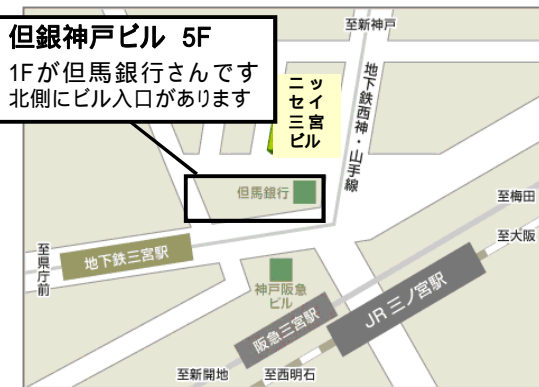 但銀神戸ビル 5F
1Fが但馬銀行さんです
北側にビル入口があります
至新神戸
ニッセイ三宮ビル
地下鉄西神・山手線
但馬銀行
至梅田
至大阪
至県庁前
地下鉄三宮駅
神戸阪急
ビル
JR三ノ宮駅
阪急三宮駅
至新開地
至西明石